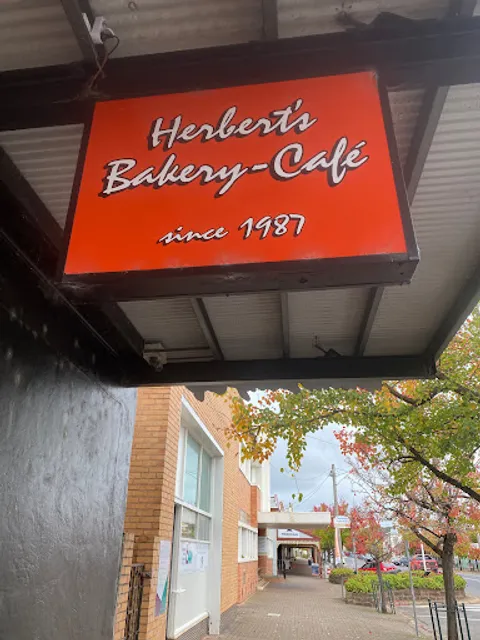 Herbert's
Bakery-Café
since 1987